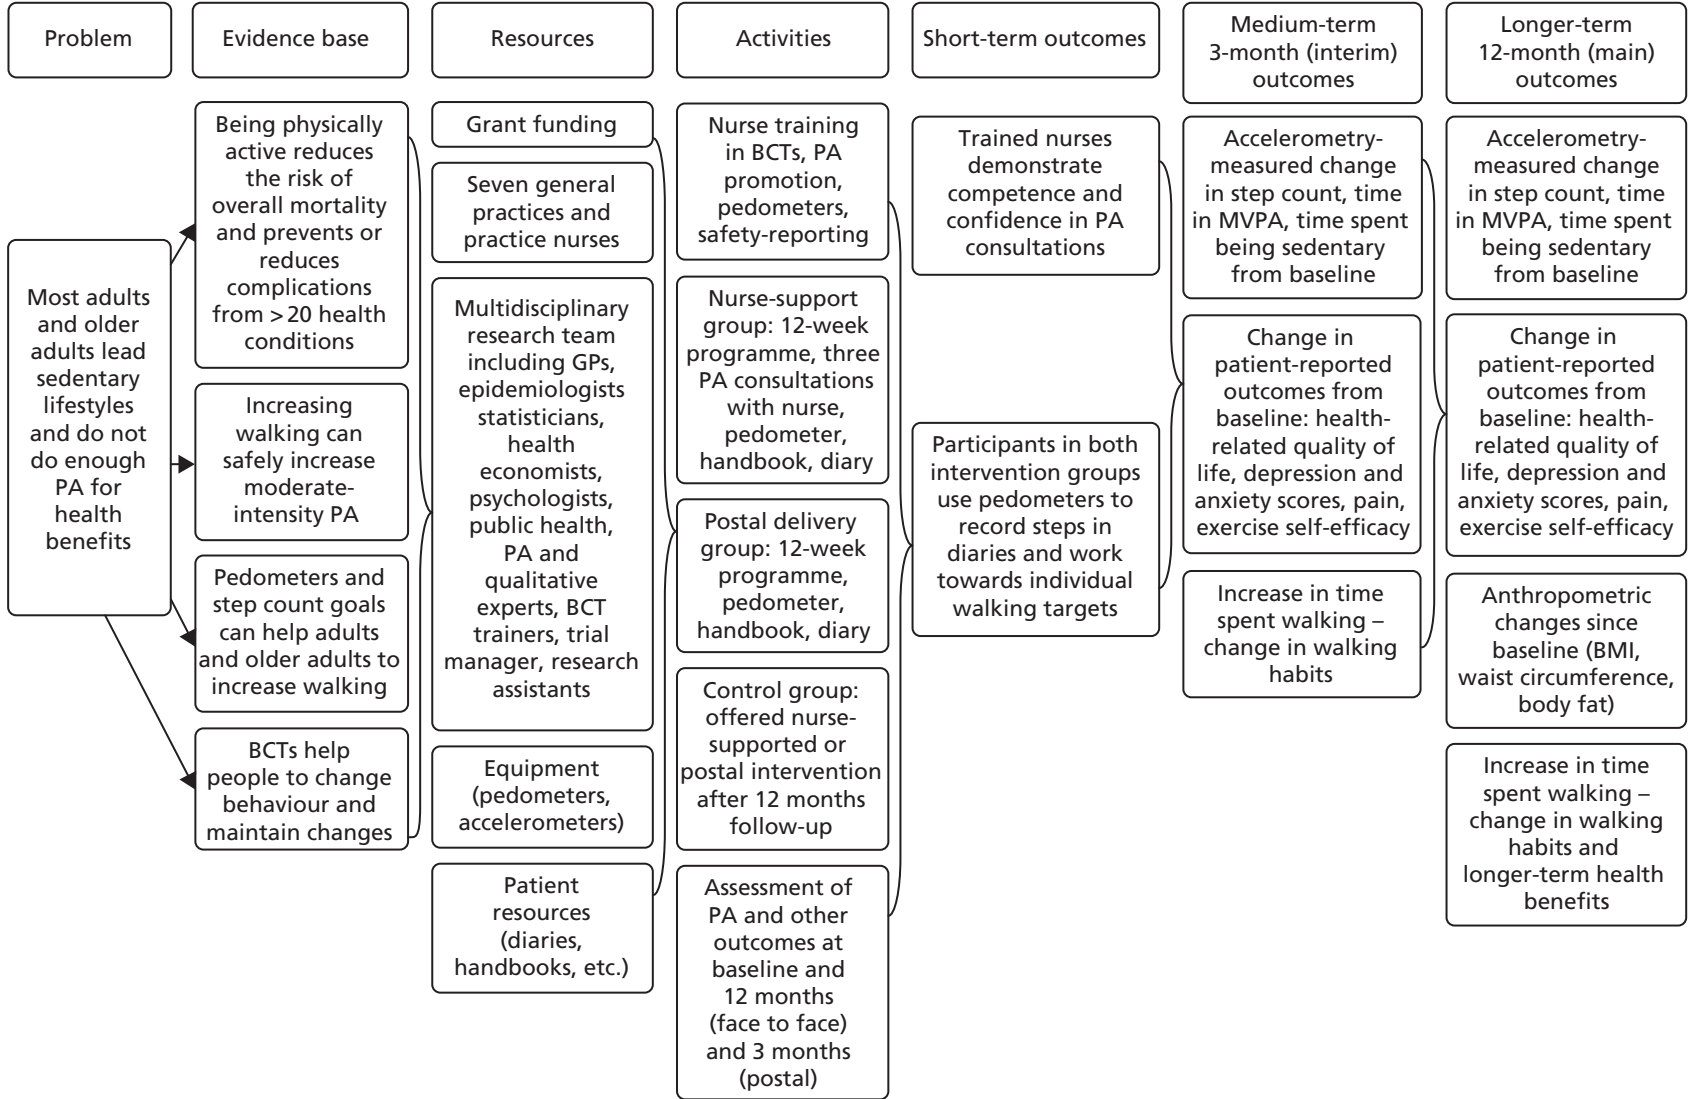 Problem
Evidence base
Resources
Activities
Short-term outcomes
Medium-term
3-month (interim)
outcomes
Longer-term
12-month (main)
outcomes
Most adults
and older
adults lead
sedentary
lifestyles
and do not
do enough
PA for
health
benefits
Being physically
active reduces
the risk of
overall mortality
and prevents or
reduces
complications
from >20 health
conditions
Increasing
walking can
safely increase
moderate-
intensity PA
Pedometers and
step count goals
can help adults
and older adults to
increase walking
BCTs help
people to change
behaviour and
maintain changes
Grant funding
Seven general
practices and
practice nurses
Multidisciplinary
research team
including GPs,
epidemiologists
statisticians,
health
economists,
psychologists,
public health,
PA and
qualitative
experts, BCT
trainers, trial
manager, research
assistants
Equipment
(pedometers,
accelerometers)
Patient
resources
(diaries,
handbooks, etc.)
Nurse training
in BCTs, PA
promotion,
pedometers,
safety-reporting
Nurse-support
group: 12-week
programme, three
PA consultations
with nurse,
pedometer,
handbook, diary
Postal delivery
group: 12-week
programme,
pedometer,
handbook, diary
Control group:
offered nurse-
supported or
postal intervention
after 12 months
follow-up
Assessment of
PA and other
outcomes at
baseline and
12 months
(face to face)
and 3 months
(postal)
Trained nurses
demonstrate
competence and
confidence in PA
consultations
Participants in both
intervention groups
use pedometers to
record steps in
diaries and work
towards individual
walking targets
Accelerometry-
measured change
in step count, time
in MVPA, time spent
being sedentary
from baseline
Change in
patient-reported
outcomes from
baseline: health-
related quality of
life, depression and
anxiety scores, pain,
exercise self-efficacy
Increase in time
spent walking –
change in walking
habits
Accelerometry-
measured change
in step count, time
in MVPA, time spent
being sedentary
from baseline
Change in
patient-reported
outcomes from
baseline: health-
related quality of
life, depression and
anxiety scores, pain,
exercise self-efficacy
Anthropometric
changes since
baseline (BMI,
waist circumference,
body fat)
Increase in time
spent walking –
change in walking
habits and
longer-term health
benefits